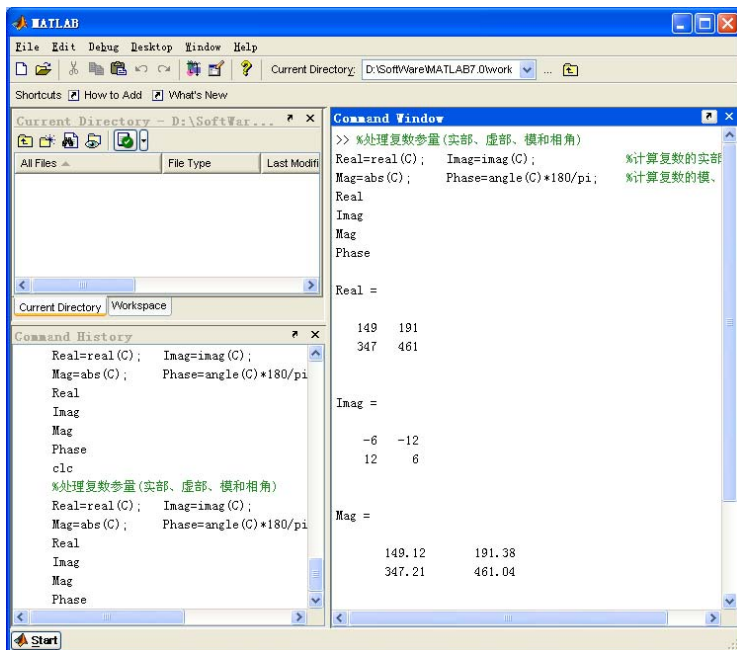 MATLAB
File Edit Debug Desktop Window Help
Current Directory: D:\SoftWare\MATLAB7.0\work ...
Shortcuts How to Add What's New
Current Directory - D:\SoftWar...
All Files File Type Last Modifi
Current Directory Workspace
Command History
Real=real(C); Imag=imag(C);
Mag=abs(C); Phase=angle(C)*180/pi
Real
Imag
Mag
Phase
clc
%处理复数参量(实部、虚部、模和相角)
Real=real(C); Imag=imag(C);
Mag=abs(C); Phase=angle(C)*180/pi
Real
Imag
Mag
Phase
Command Window
>> %处理复数参量(实部、虚部、模和相角)
Real=real(C); Imag=imag(C); %计算复数的实部
Mag=abs(C); Phase=angle(C)*180/pi; %计算复数的模、
Real
Imag
Mag
Phase
Real =
149 191
347 461
Imag =
-6 -12
12 6
Mag =
149.12 191.38
347.21 461.04
Start